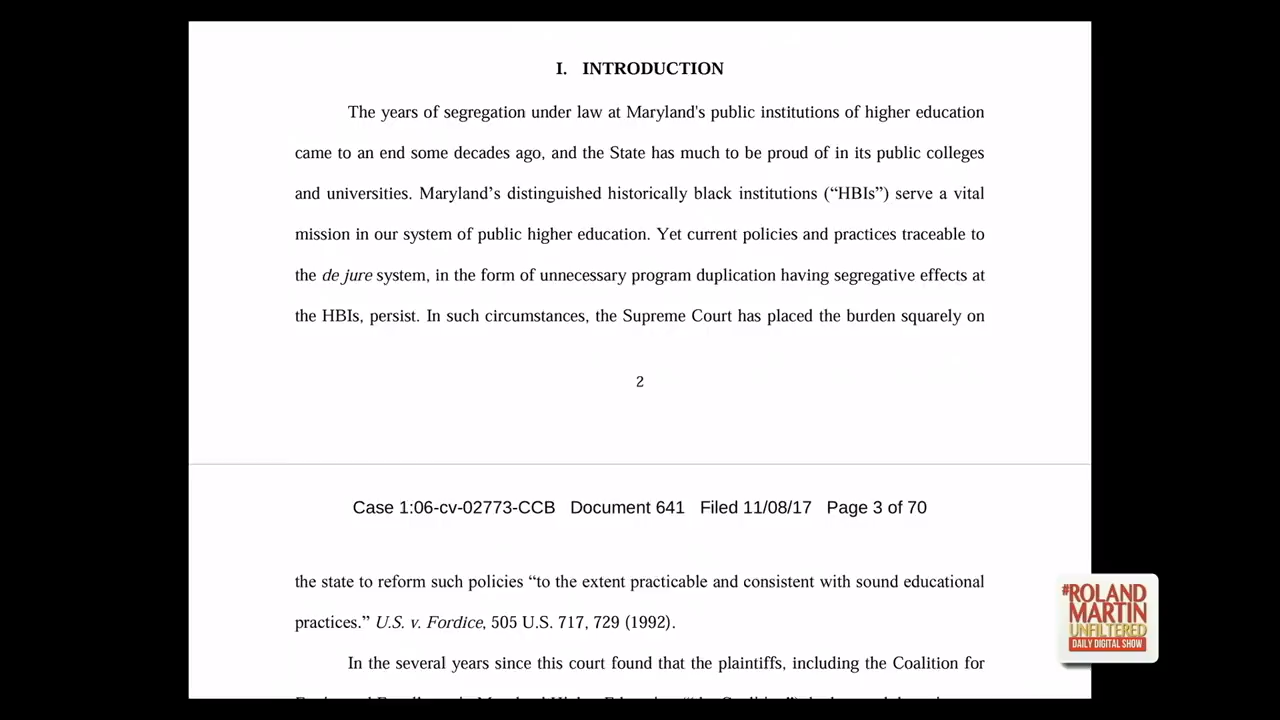 I. INTRODUCTION
The years of segregation under law at Maryland's public institutions of higher education
came to an end some decades ago, and the State has much to be proud of in its public colleges
and universities. Maryland’s distinguished historically black institutions (“HBIs”) serve a vital
mission in our system of public higher education. Yet current policies and practices traceable to
the de jure system, in the form of unnecessary program duplication having segregative effects at
the HBIs, persist. In such circumstances, the Supreme Court has placed the burden squarely on
2
Case 1:06-cv-02773-CCB Document 641 Filed 11/08/17 Page 3 of 70
the state to reform such policies “to the extent practicable and consistent with sound educational
practices.” U.S. v. Fordice, 505 U.S. 717, 729 (1992).
In the several years since this court found that the plaintiffs, including the Coalition for
#ROLAND
MARTIN
UNFILTERED
DAILY DIGITAL SHOW